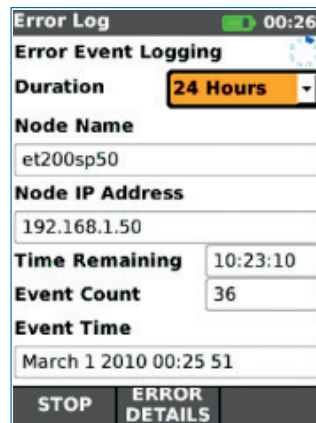 Error Log 00:26
Error Event Logging
Duration 24 Hours
Node Name
et200sp50
Node IP Address
192.168.1.50
Time Remaining 10:23:10
Event Count 36
Event Time
March 1 2010 00:25 51
STOP ERROR
DETAILS